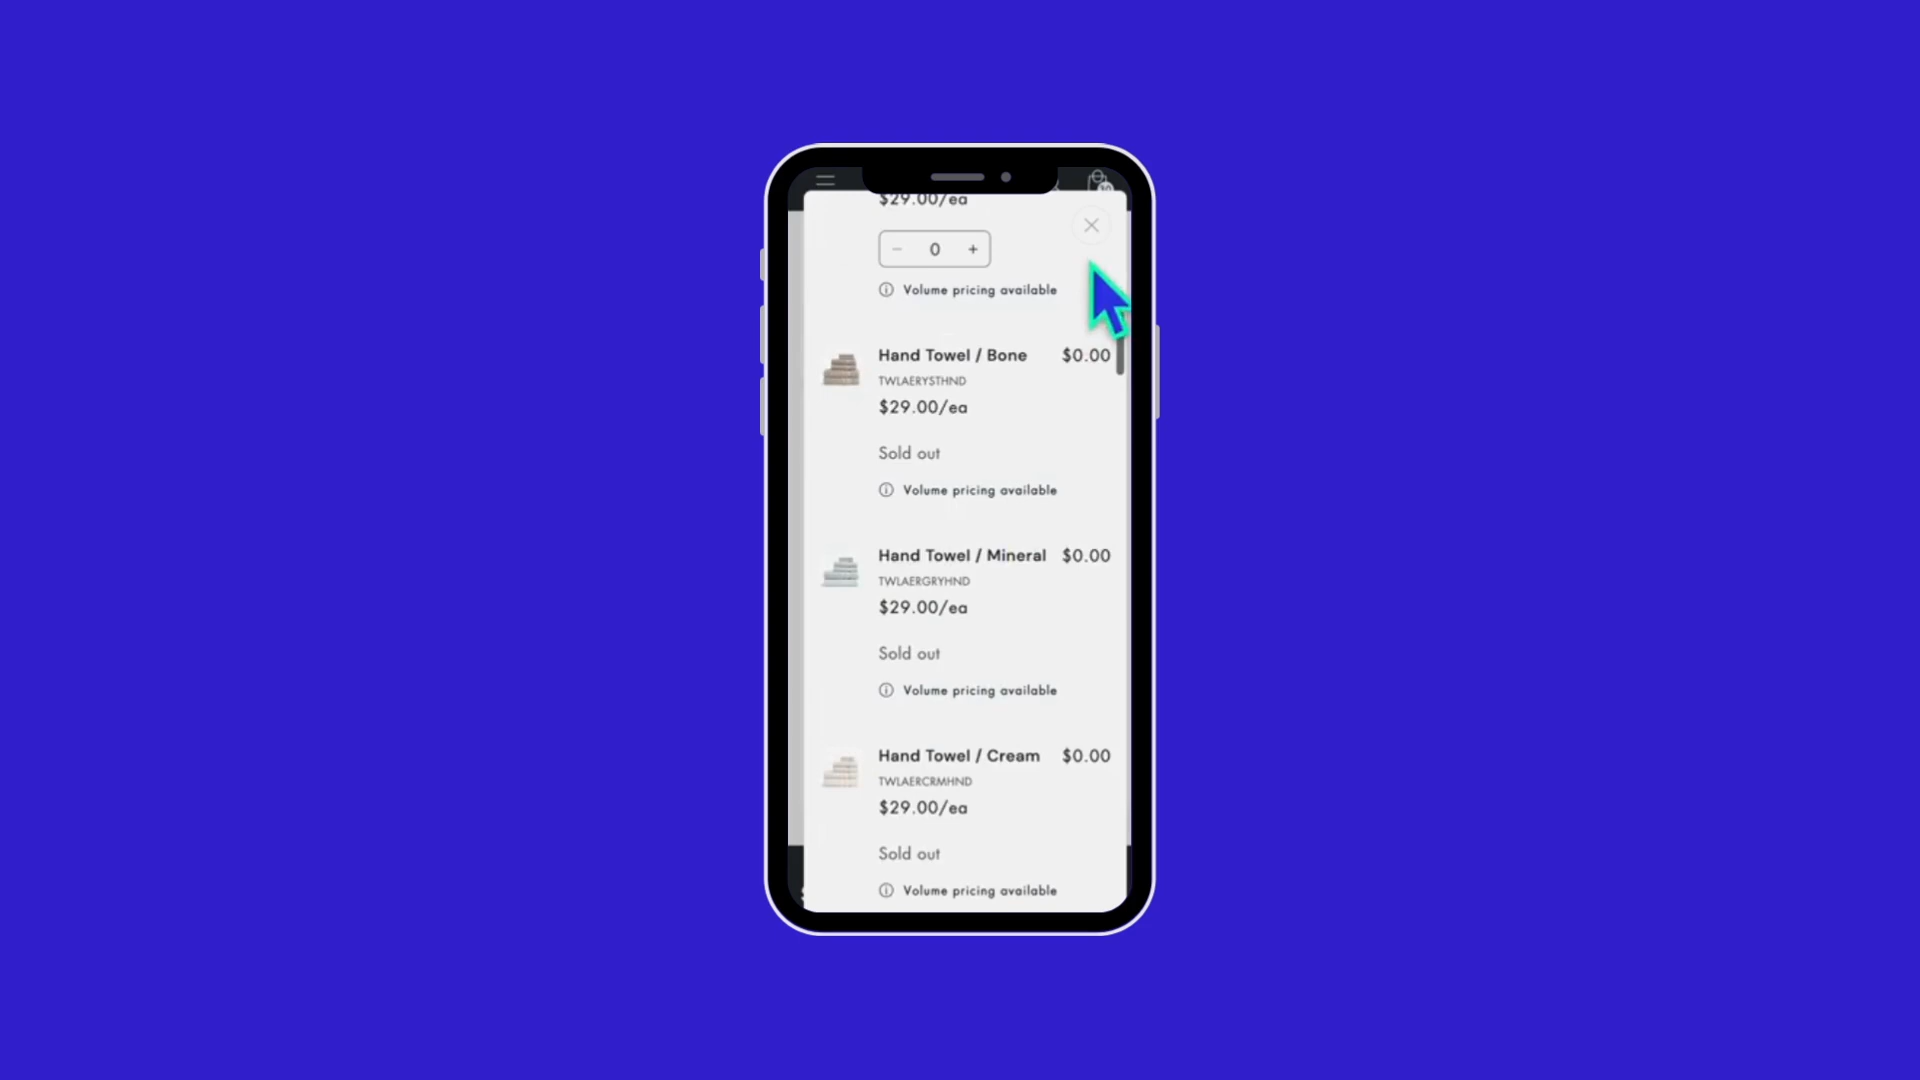 $29.00/ea
− 0 +
Volume pricing available
Hand Towel / Bone $0.00
TWLAERYSTHND
$29.00/ea
Sold out
Volume pricing available
Hand Towel / Mineral $0.00
TWLAERGRYHND
$29.00/ea
Sold out
Volume pricing available
Hand Towel / Cream $0.00
TWLAERCRMHND
$29.00/ea
Sold out
Volume pricing available